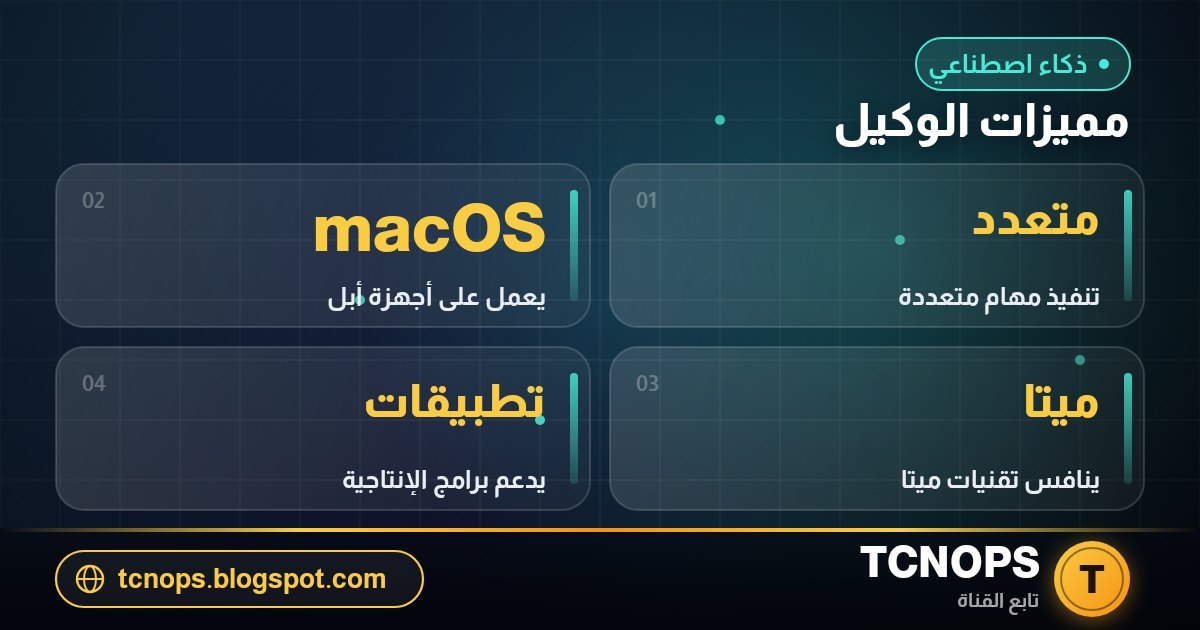 ذكاء اصطناعي
مميزات الوكيل
01
متعدد
تنفيذ مهام متعددة
02
macOS
يعمل على أجهزة أبل
03
ميتا
ينافس تقنيات ميتا
04
تطبيقات
يدعم برامج الإنتاجية
T
TCNOPS
تابع القناة
tcnops.blogspot.com